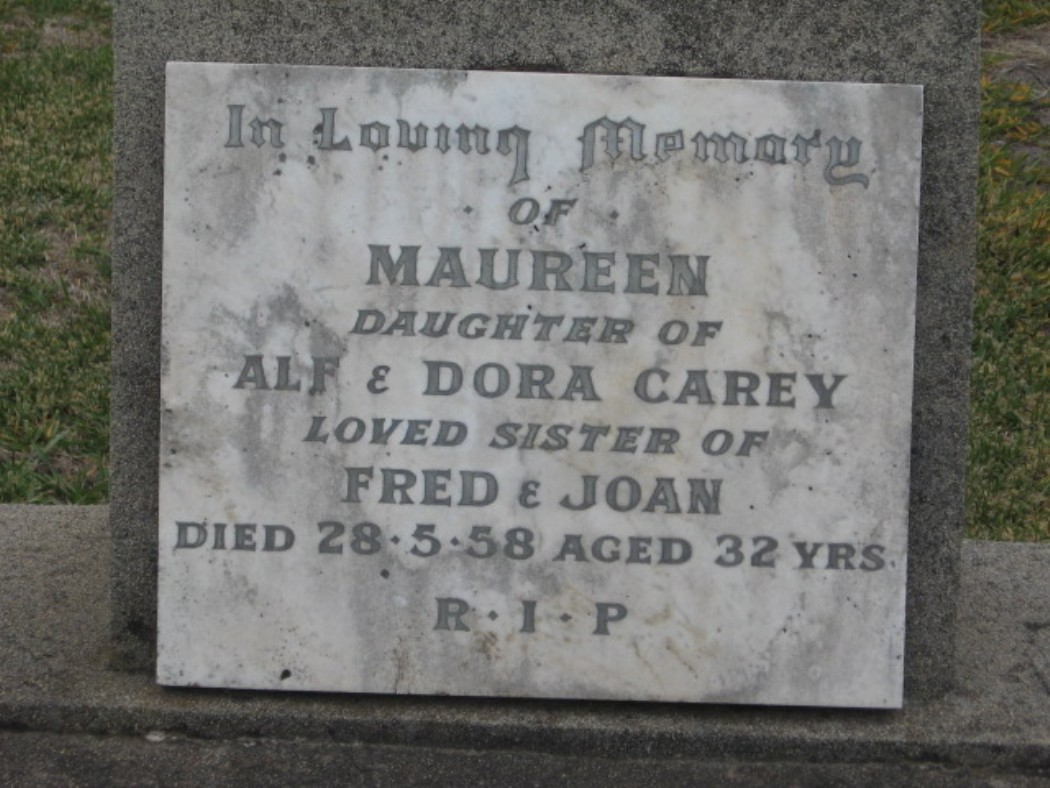 In Loving Memory
· OF ·
MAUREEN
DAUGHTER OF
ALF & DORA CAREY
LOVED SISTER OF
FRED & JOAN
DIED 28·5·58 AGED 32 YRS.
R·I·P